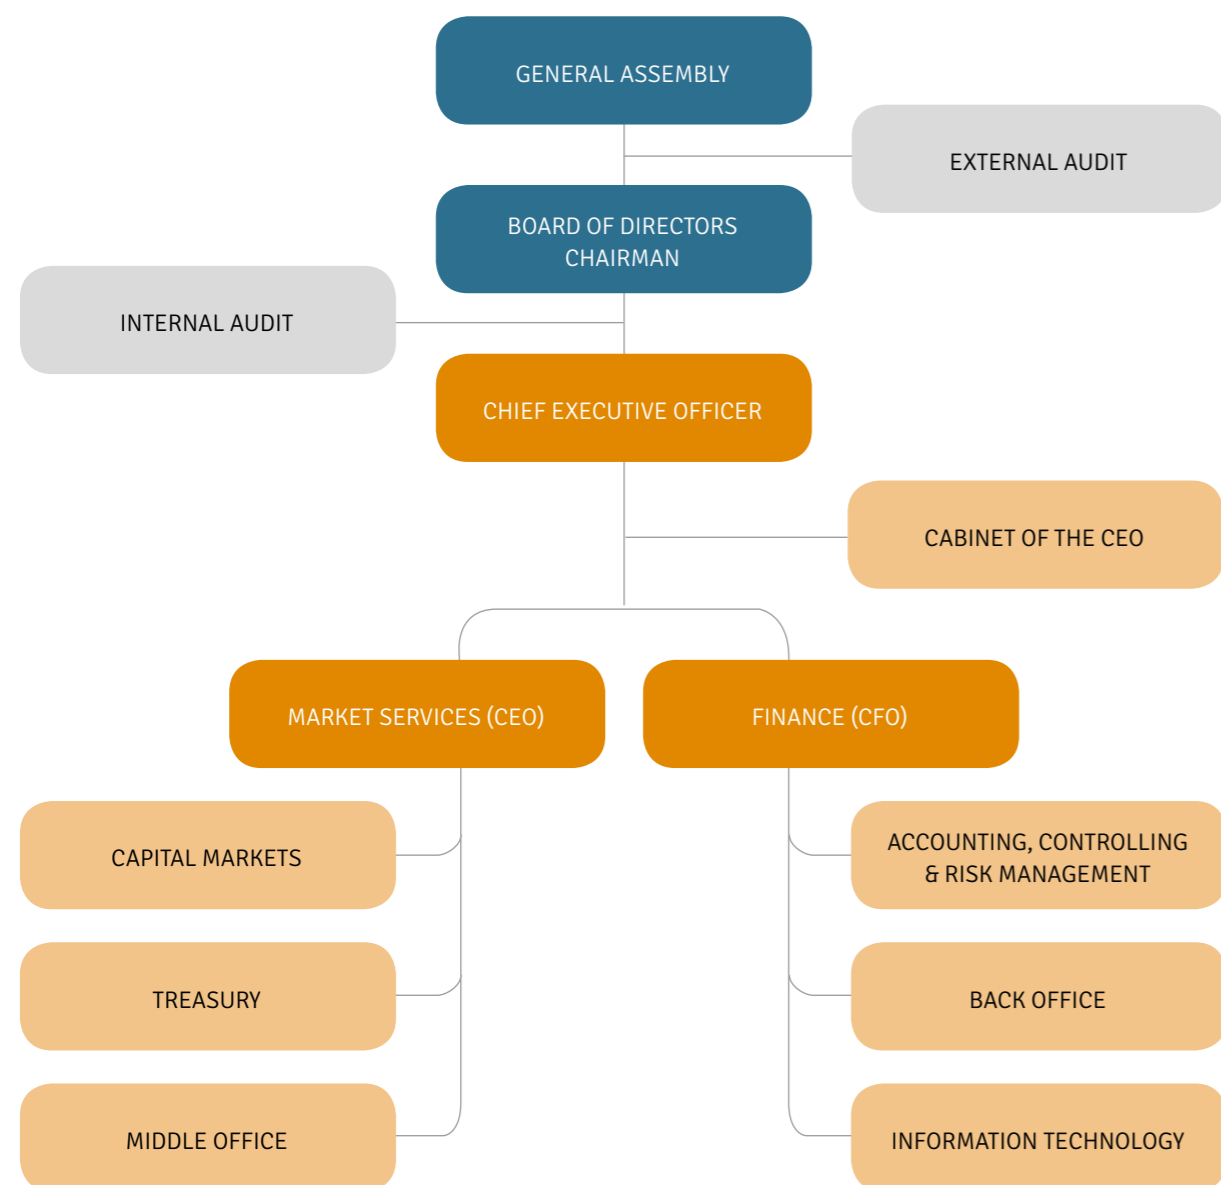 GENERAL ASSEMBLY
EXTERNAL AUDIT
BOARD OF DIRECTORS
CHAIRMAN
INTERNAL AUDIT
CHIEF EXECUTIVE OFFICER
CABINET OF THE CEO
MARKET SERVICES (CEO)
FINANCE (CFO)
CAPITAL MARKETS
ACCOUNTING, CONTROLLING
& RISK MANAGEMENT
TREASURY
BACK OFFICE
MIDDLE OFFICE
INFORMATION TECHNOLOGY